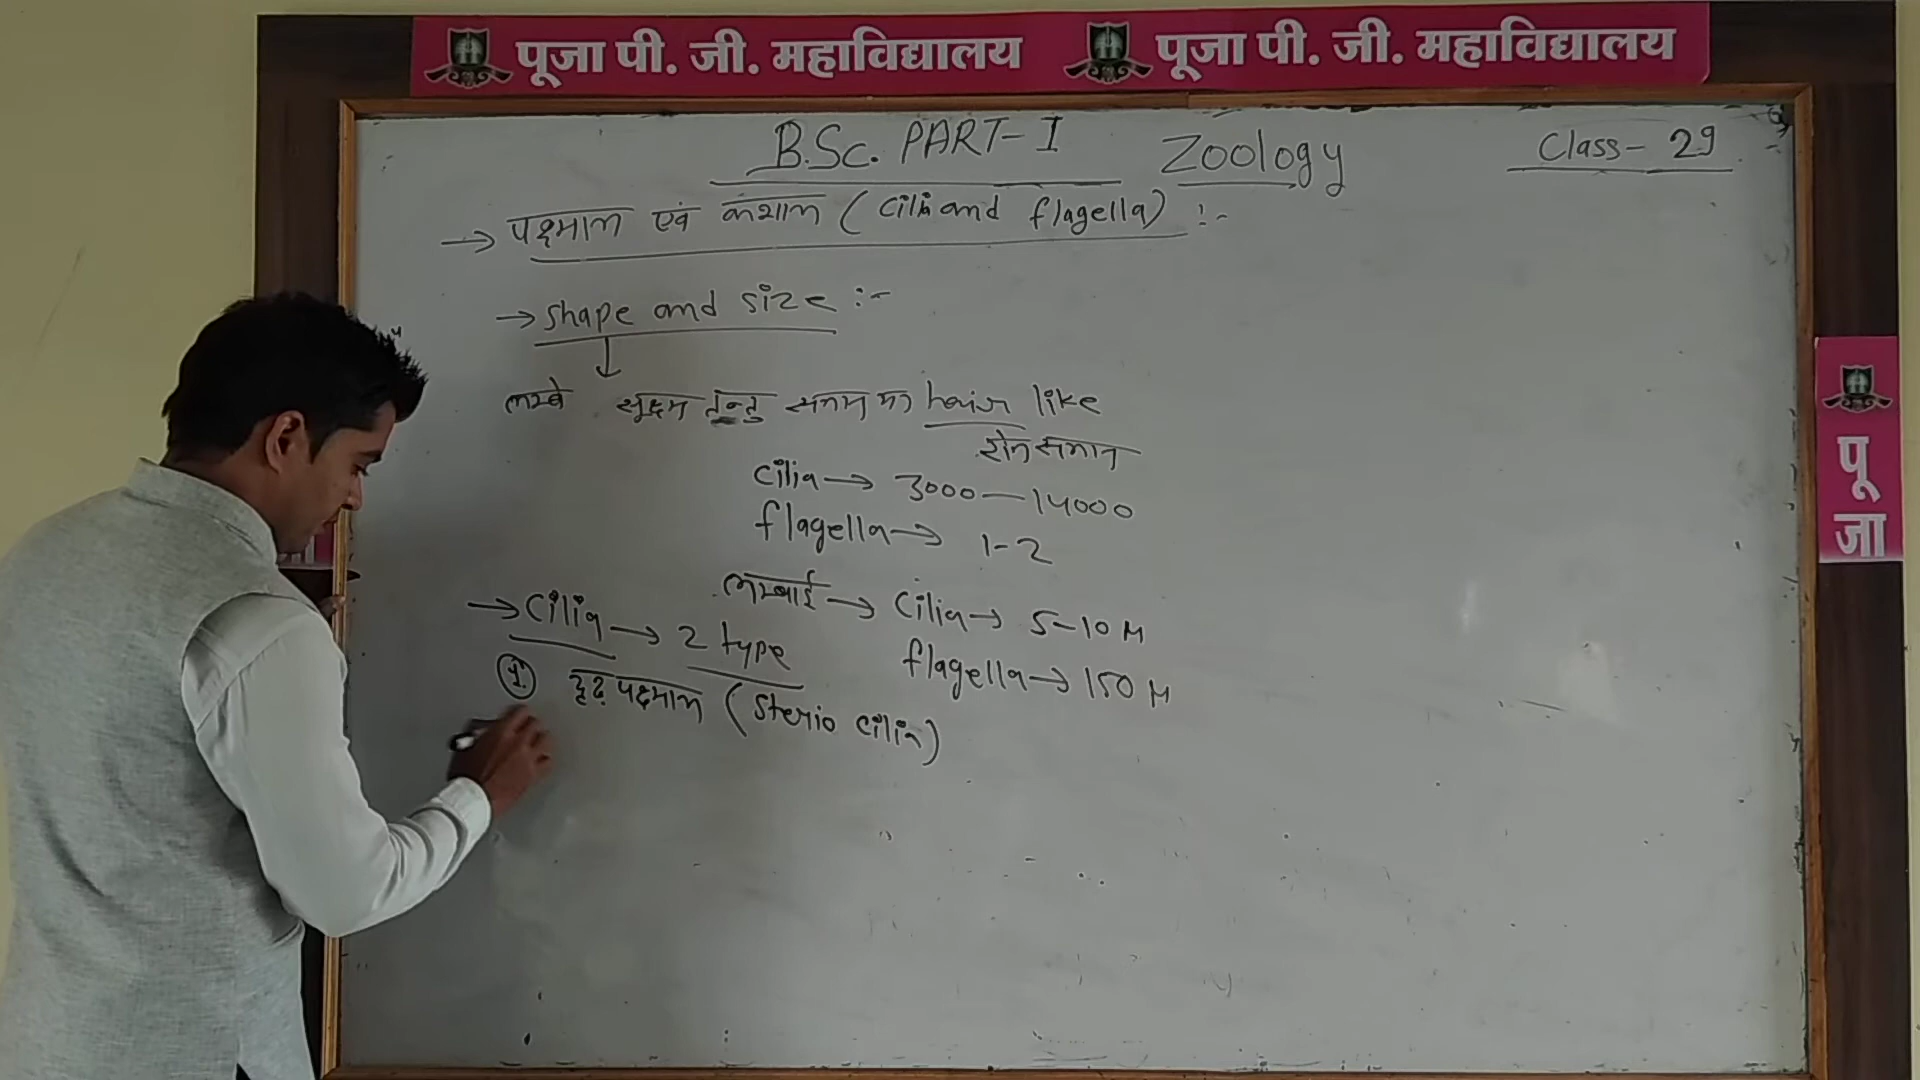 पूजा पी. जी. महाविद्यालय पूजा पी. जी. महाविद्यालय
B.Sc. PART-I Zoology Class- 29
→ पक्ष्माभ एवं कशाभ (Cilia and flagella) :-
→ Shape and size :-
लम्बे सूक्ष्म तन्तु hair like
रोम समान
Cilia → 3000 — 14000
flagella → 1-2
लम्बाई → Cilia → 5-10 μ
flagella → 150 μ
→ Cilia → 2 type
दृढ़ पक्ष्माभ (Sterio cilia)
पू
जा